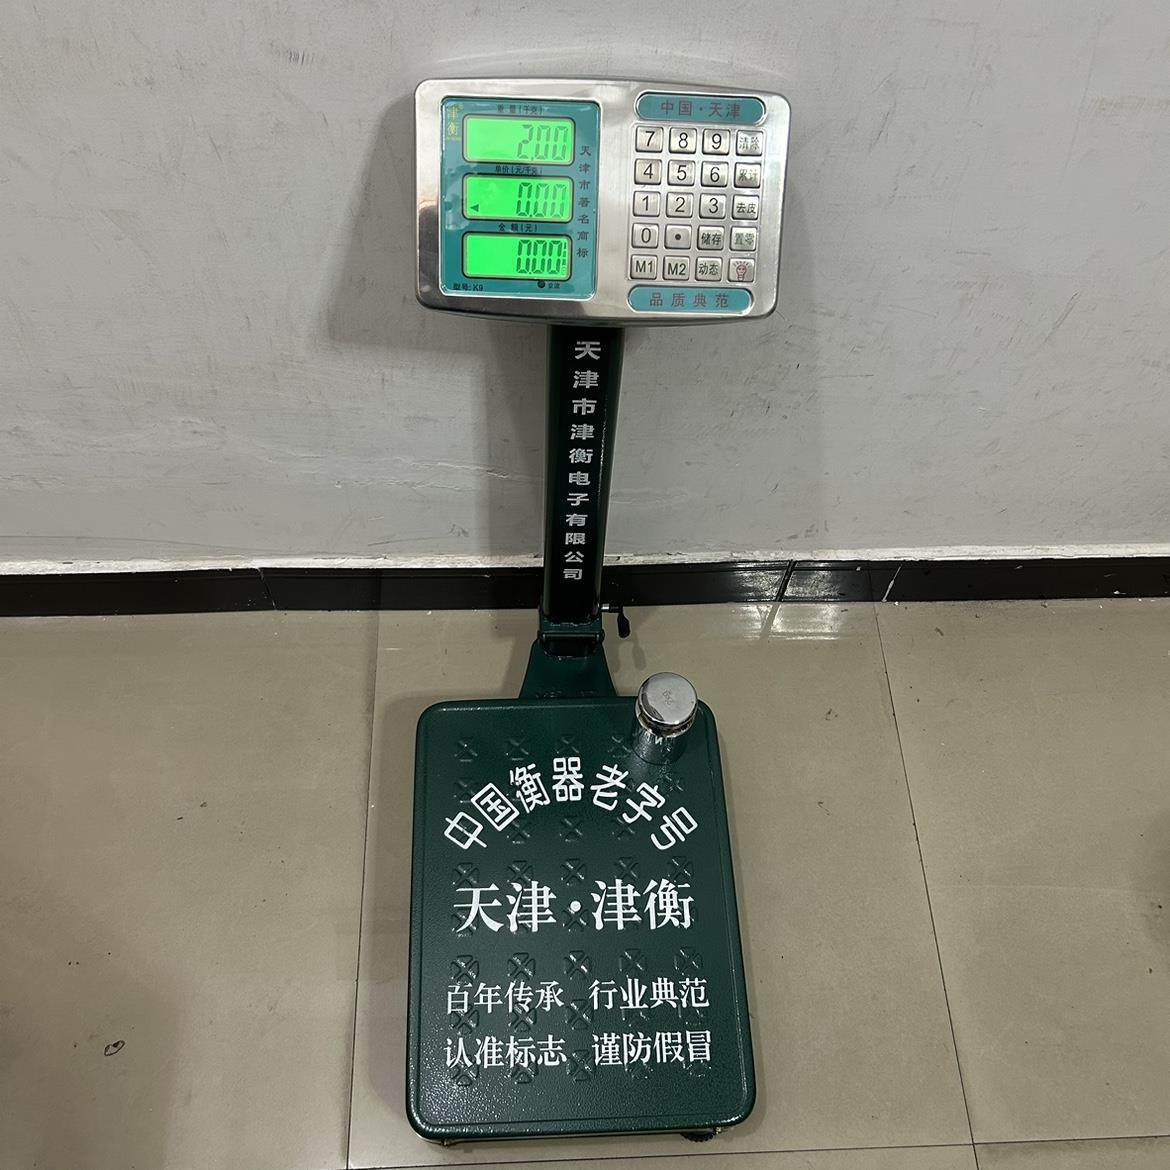 津衡
重量(千克)
2.00
单价(元/千克)
0.00
金额(元)
0.00
型号:K9
天津市著名商标
中国·天津
7 8 9 清除
4 5 6 累计
1 2 3 去皮
0 · 储存 置零
M1 M2 动态
品质典范
天津市津衡电子有限公司
中国衡器老字号
天津·津衡
百年传承、行业典范
认准标志 谨防假冒